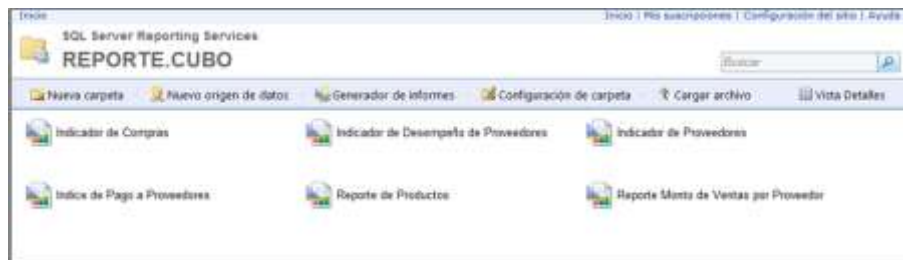 Inicio
Inicio | Mis suscripciones | Configuración del sitio | Ayuda
SQL Server Reporting Services
REPORTE.CUBO
Buscar
Nueva carpeta Nuevo origen de datos Generador de informes Configuración de carpeta Cargar archivo Vista Detalles
Indicador de Compras Indicador de Desempeño de Proveedores Indicador de Proveedores
Indice de Pago a Proveedores Reporte de Productos Reporte Monto de Ventas por Proveedor